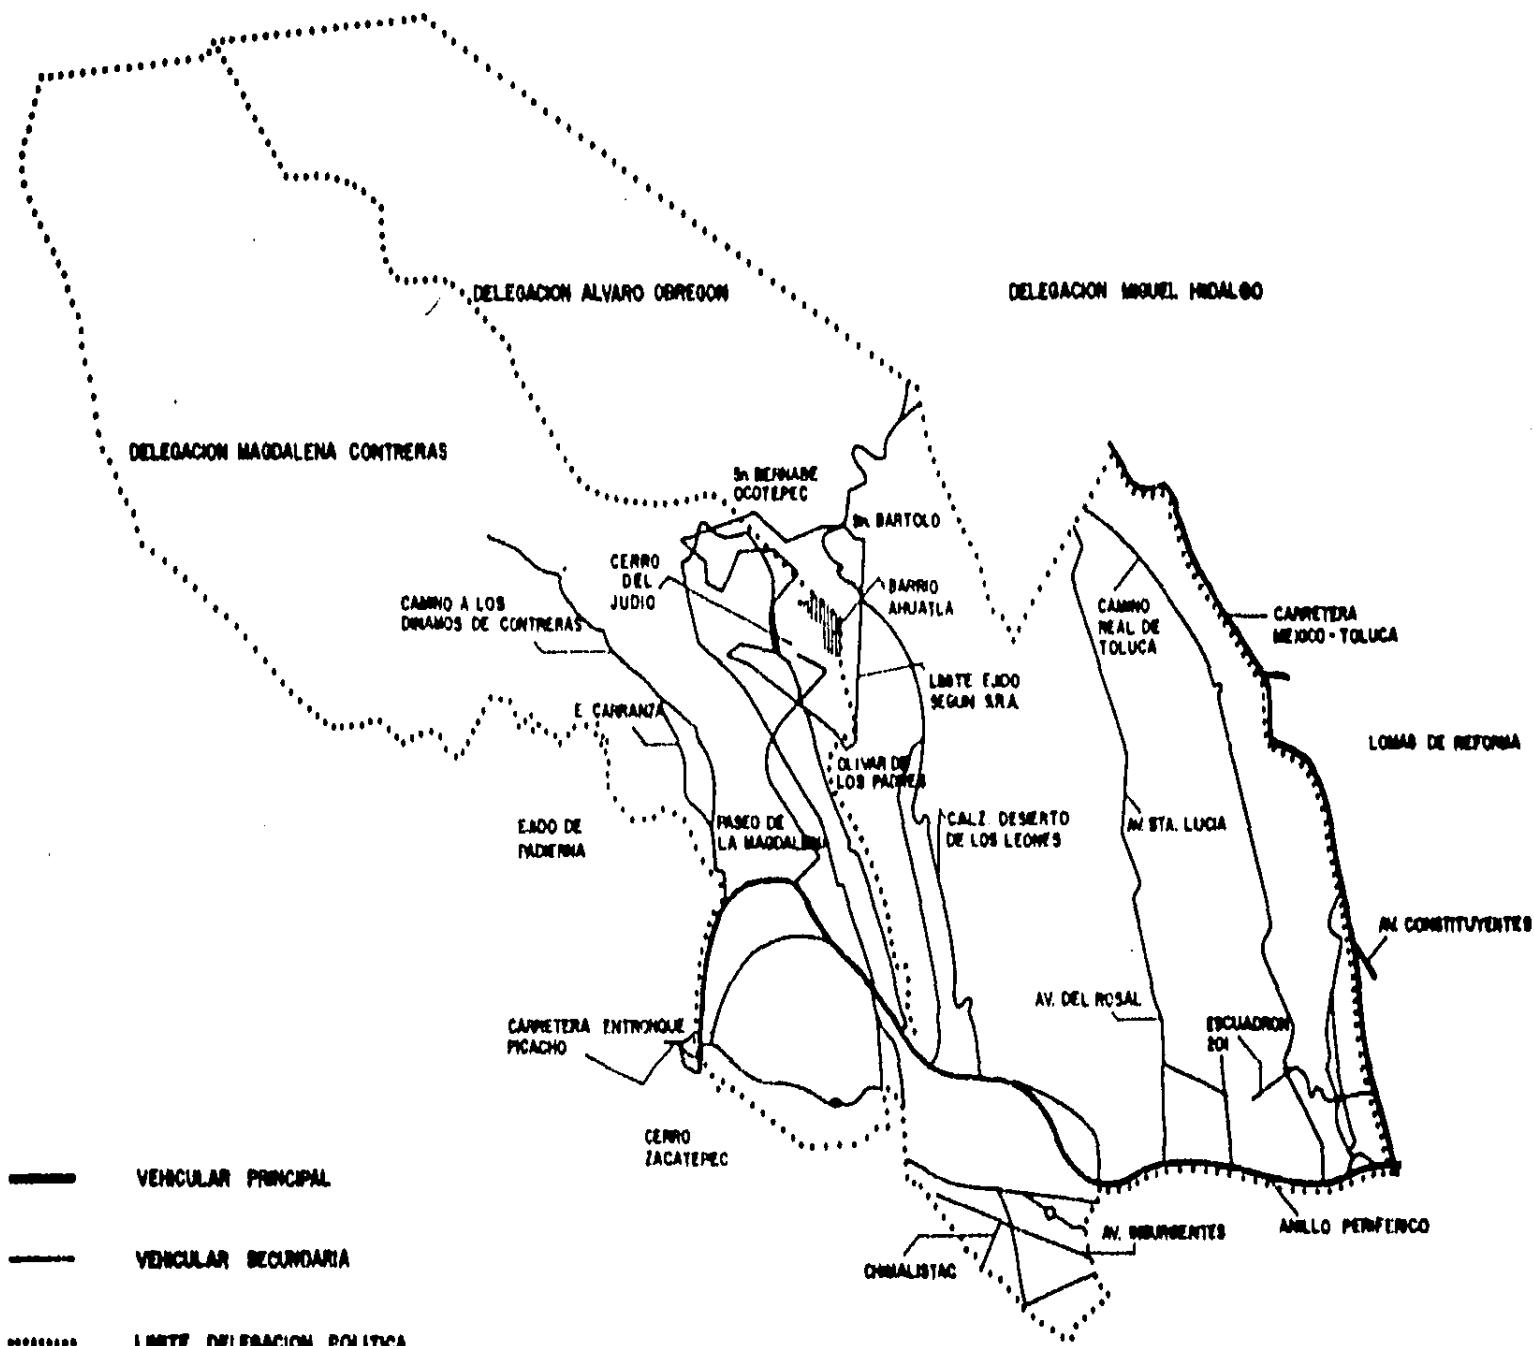 DELEGACION ALVARO OBREGON
DELEGACION MIGUEL HIDALGO
DELEGACION MAGDALENA CONTRERAS
Sn BERNABE
OCOTEPEC
Sn. BARTOLO
CERRO
DEL
JUDIO
BARRIO
AHUATLA
CAMINO A LOS
DINAMOS DE CONTRERAS
CAMINO
REAL DE
TOLUCA
CARRETERA
MEXICO - TOLUCA
LIMITE EJIDO
SEGUN S.R.A.
E. CARRANZA
LOMAS DE REFORMA
OLIVAR DE
LOS PADRES
EJIDO DE
PADIERNA
PASEO DE
LA MAGDALENA
CALZ. DESIERTO
DE LOS LEONES
AV. STA. LUCIA
AV. CONSTITUYENTES
AV. DEL ROSAL
CARRETERA ENTRONQUE
PICACHO
ESCUADRON
201
CERRO
ZACATEPEC
VEHICULAR PRINCIPAL
AV. INSURGENTES
ANILLO PERIFERICO
VEHICULAR SECUNDARIA
CHIMALISTAC
LIMITE DELEGACION POLITICA